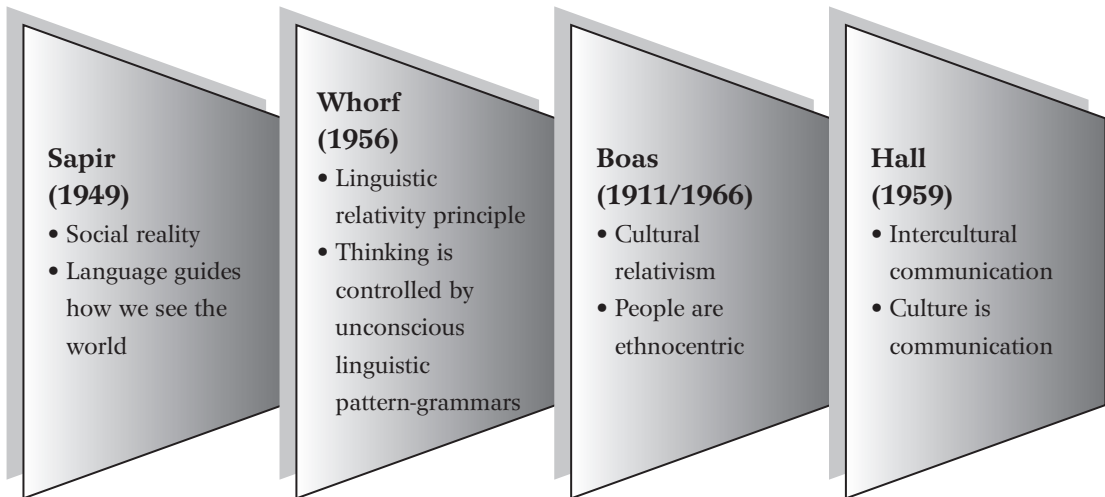 Sapir
(1949)
• Social reality
• Language guides
how we see the
world
Whorf
(1956)
• Linguistic
relativity principle
• Thinking is
controlled by
unconscious
linguistic
pattern-grammars
Boas
(1911/1966)
• Cultural
relativism
• People are
ethnocentric
Hall
(1959)
• Intercultural
communication
• Culture is
communication